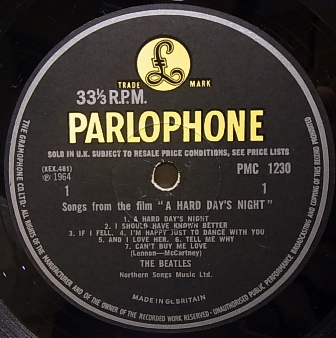 £
TRADE MARK
33⅓ R.P.M.
PARLOPHONE
SOLD IN U.K. SUBJECT TO RESALE PRICE CONDITIONS, SEE PRICE LISTS
(XEX.481) PMC 1230
℗ 1964
1 1
Songs from the film "A HARD DAY'S NIGHT"
1. A HARD DAY'S NIGHT
2. I SHOULD HAVE KNOWN BETTER
3. IF I FELL. 4. I'M HAPPY JUST TO DANCE WITH YOU
5. AND I LOVE HER. 6. TELL ME WHY
7. CAN'T BUY ME LOVE
(Lennon—McCartney)
THE BEATLES
Northern Songs Music Ltd.
MADE IN GT. BRITAIN
THE GRAMOPHONE CO. LTD. ALL RIGHTS OF THE MANUFACTURER AND OF THE OWNER OF THE RECORDED WORK RESERVED. UNAUTHORISED PUBLIC PERFORMANCE, BROADCASTING AND COPYING OF THIS RECORD PROHIBITED